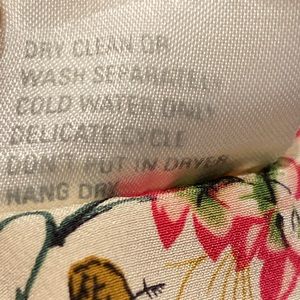 DRY CLEAN OR
WASH SEPARATELY
COLD WATER ONLY
DELICATE CYCLE
DON'T PUT IN DRYER
HANG DRY